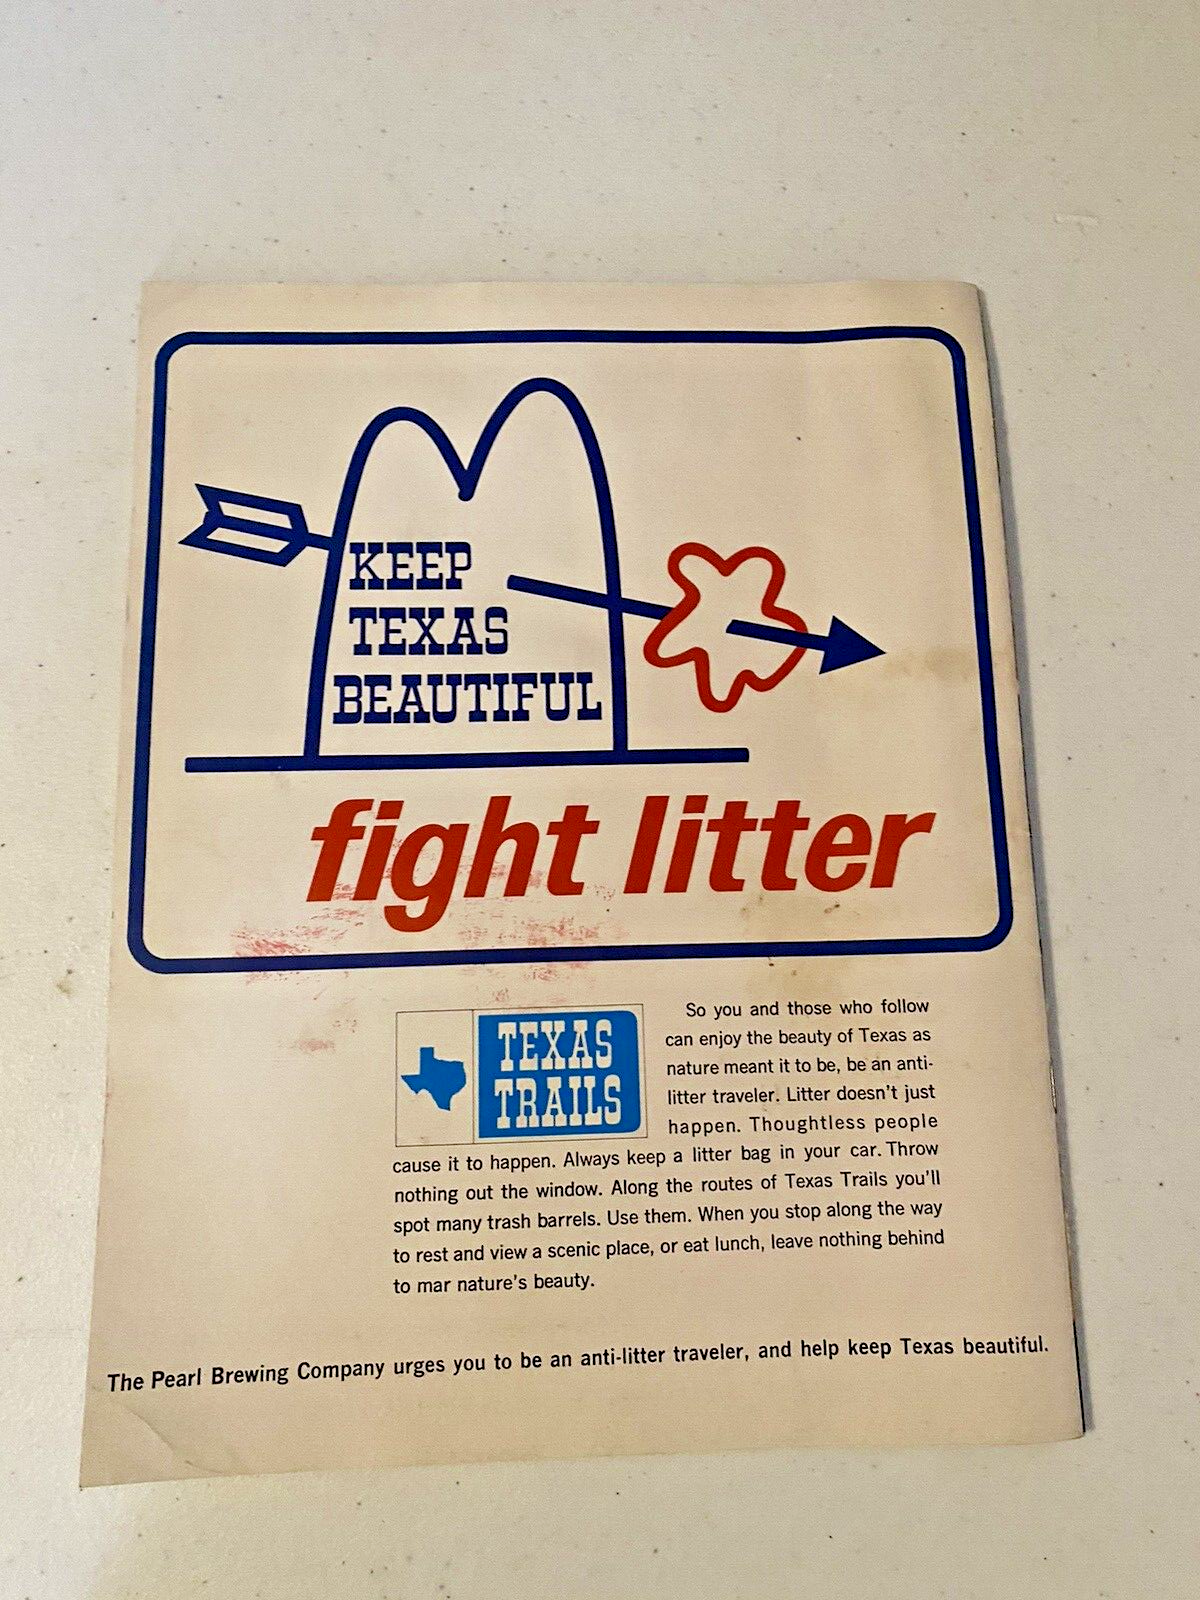 KEEP
TEXAS
BEAUTIFUL
fight litter
TEXAS
TRAILS
So you and those who follow
can enjoy the beauty of Texas as
nature meant it to be, be an anti-
litter traveler. Litter doesn't just
happen. Thoughtless people
cause it to happen. Always keep a litter bag in your car. Throw
nothing out the window. Along the routes of Texas Trails you'll
spot many trash barrels. Use them. When you stop along the way
to rest and view a scenic place, or eat lunch, leave nothing behind
to mar nature's beauty.
The Pearl Brewing Company urges you to be an anti-litter traveler, and help keep Texas beautiful.